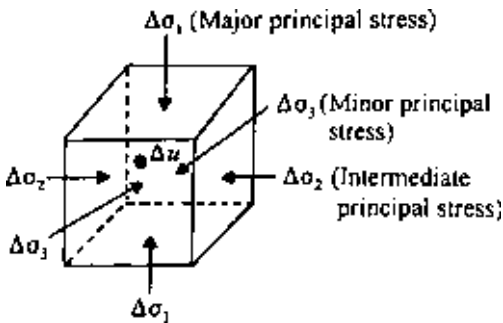 Δσ₁ (Major principal stress)
Δσ₃ (Minor principal
stress)
Δu
Δσ₂
Δσ₂ (Intermediate
principal stress)
Δσ₃
Δσ₁